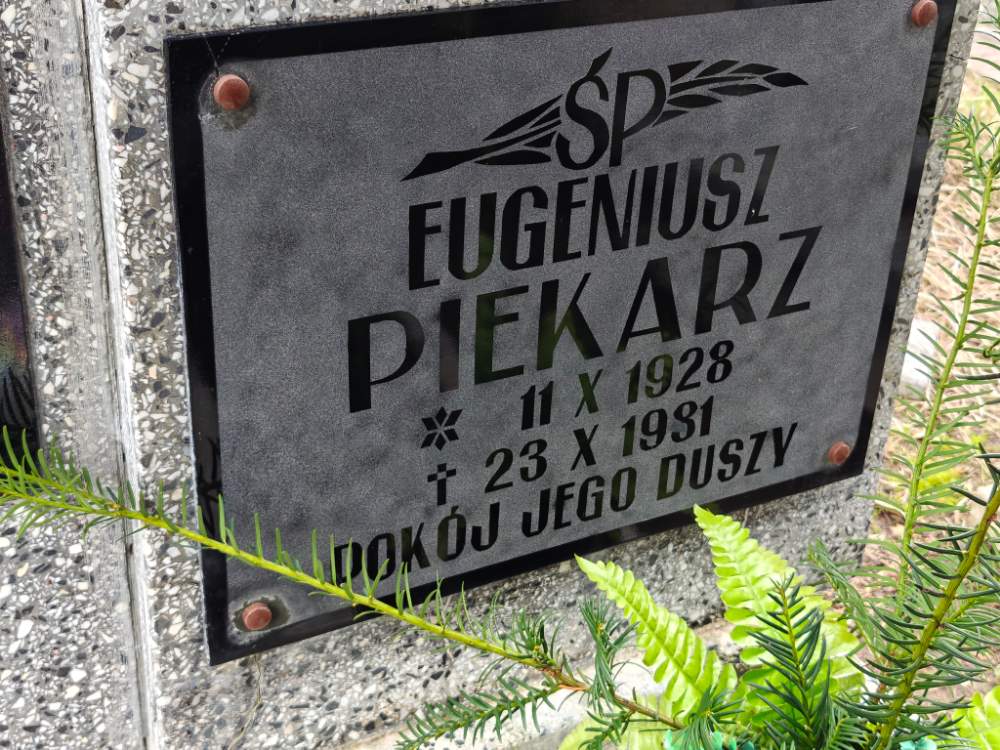 ŚP
EUGENIUSZ
PIEKARZ
* 11 X 1928
† 23 X 1981
POKÓJ JEGO DUSZY